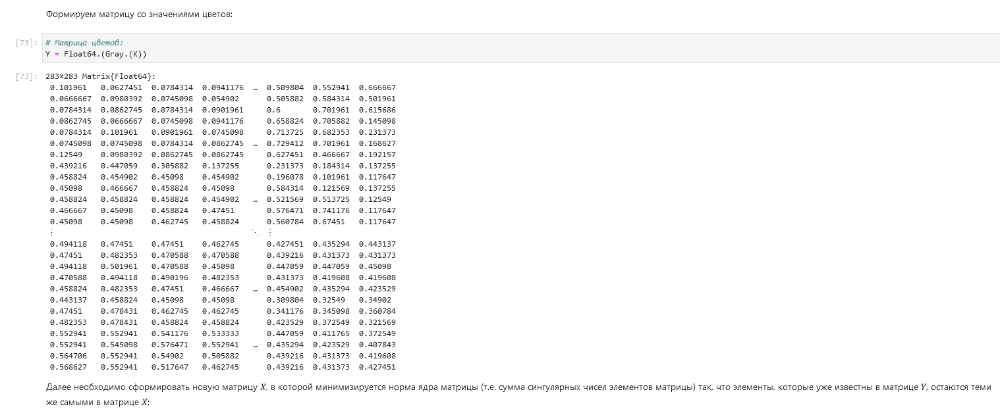 Формируем матрицу со значениями цветов:
[73]: # Матрица цветов:
Y = Float64.(Gray.(K))
[73]: 283×283 Matrix{Float64}:
0.101961 0.0627451 0.0784314 0.0941176 … 0.509804 0.552941 0.666667
0.0666667 0.0980392 0.0745098 0.054902 0.505882 0.584314 0.501961
0.0784314 0.0862745 0.0784314 0.0901961 0.6 0.701961 0.615686
0.0862745 0.0666667 0.0745098 0.0941176 0.658824 0.705882 0.145098
0.0784314 0.101961 0.0901961 0.0745098 0.713725 0.682353 0.231373
0.0745098 0.0745098 0.0784314 0.0862745 … 0.729412 0.701961 0.168627
0.12549 0.0980392 0.0862745 0.0862745 0.627451 0.466667 0.192157
0.439216 0.447059 0.305882 0.137255 0.231373 0.184314 0.137255
0.458824 0.454902 0.45098 0.454902 0.196078 0.101961 0.117647
0.45098 0.466667 0.458824 0.45098 0.584314 0.121569 0.137255
0.458824 0.458824 0.458824 0.454902 … 0.521569 0.513725 0.12549
0.466667 0.45098 0.458824 0.47451 0.576471 0.741176 0.117647
0.45098 0.45098 0.462745 0.458824 0.560784 0.67451 0.117647
⋮ ⋱ ⋮
0.494118 0.47451 0.47451 0.462745 0.427451 0.435294 0.443137
0.47451 0.482353 0.470588 0.470588 0.439216 0.431373 0.431373
0.494118 0.501961 0.470588 0.45098 0.447059 0.447059 0.45098
0.470588 0.494118 0.490196 0.482353 0.431373 0.419608 0.419608
0.458824 0.482353 0.47451 0.466667 … 0.454902 0.435294 0.423529
0.443137 0.458824 0.45098 0.45098 0.309804 0.32549 0.34902
0.47451 0.478431 0.462745 0.462745 0.341176 0.345098 0.360784
0.482353 0.478431 0.458824 0.458824 0.423529 0.372549 0.321569
0.552941 0.552941 0.541176 0.533333 0.447059 0.411765 0.372549
0.552941 0.545098 0.576471 0.552941 … 0.435294 0.423529 0.407843
0.564706 0.552941 0.54902 0.505882 0.439216 0.431373 0.419608
0.568627 0.552941 0.517647 0.462745 0.439216 0.431373 0.427451
Далее необходимо сформировать новую матрицу X, в которой минимизируется норма ядра матрицы (т.е. сумма сингулярных чисел элементов матрицы) так, что элементы, которые уже известны в матрице Y, остаются теми
же самыми в матрице X: